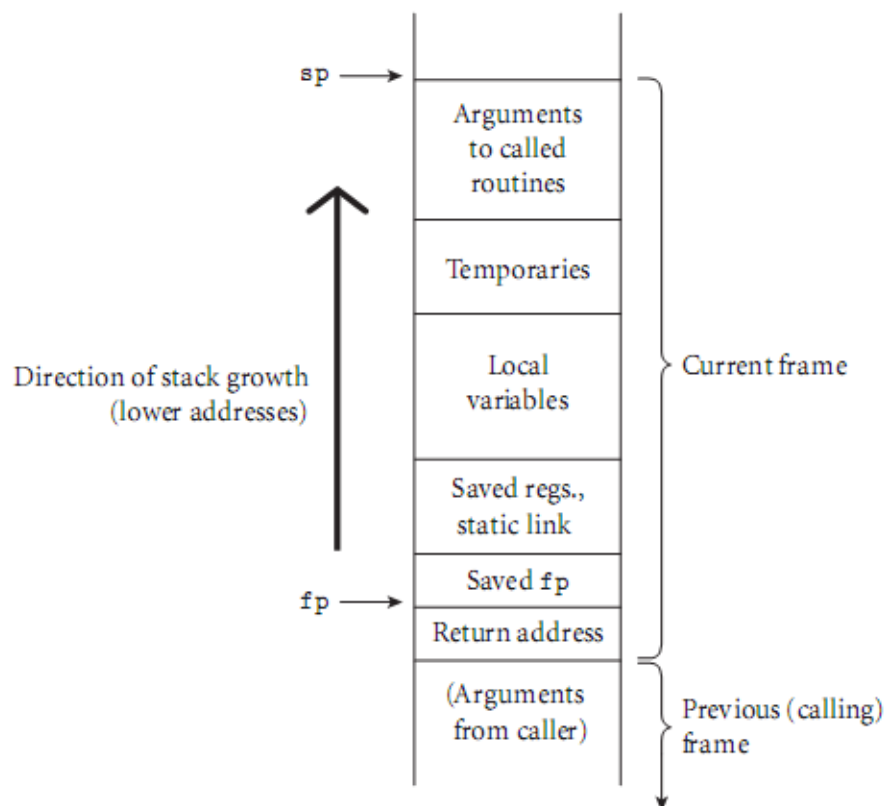 sp
Arguments
to called
routines
Temporaries
Direction of stack growth
(lower addresses)
Local
variables
Current frame
Saved regs.,
static link
Saved fp
fp
Return address
(Arguments
from caller)
Previous (calling)
frame